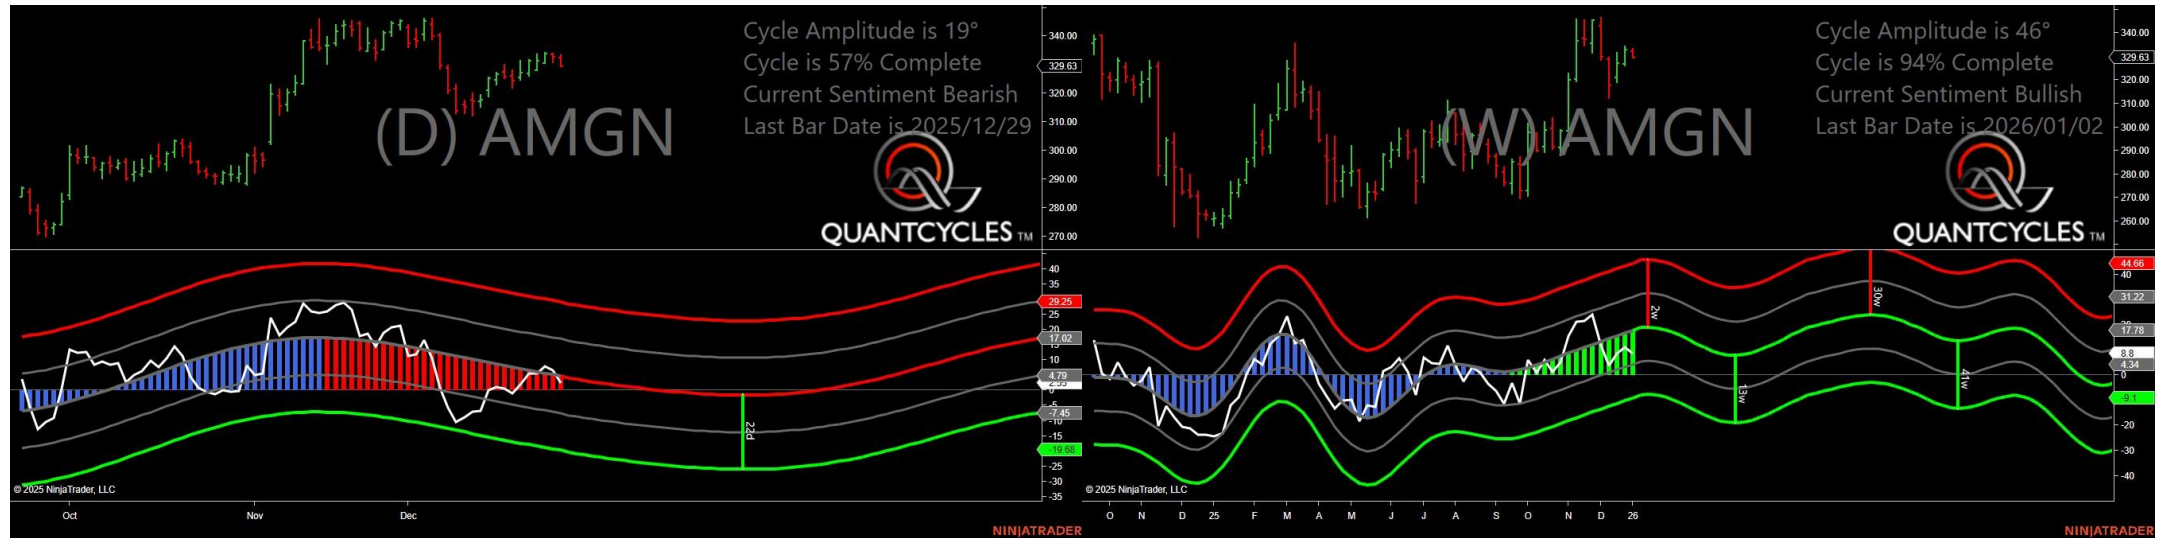 Cycle Amplitude is 19°
Cycle is 57% Complete
Current Sentiment Bearish
Last Bar Date is 2025/12/29
(D) AMGN
QUANTCYCLES TM
340.00
329.63
320.00
310.00
300.00
290.00
280.00
270.00
40
29.25
25
20
17.02
15
10
4.79
2.55
-5
-7.45
-10
-15
-19.68
-25
-30
-35
22d
© 2025 NinjaTrader, LLC
Oct Nov Dec
NINJATRADER
Cycle Amplitude is 46°
Cycle is 94% Complete
Current Sentiment Bullish
Last Bar Date is 2026/01/02
(W) AMGN
QUANTCYCLES TM
340.00
329.63
320.00
310.00
300.00
290.00
280.00
270.00
260.00
44.66
40
31.22
17.78
8.8
4.34
0
-9.1
-20
-30
-40
2w
13w
30w
41w
© 2025 NinjaTrader, LLC
O N D 25 F M A M J J A S O N D 26
NINJATRADER